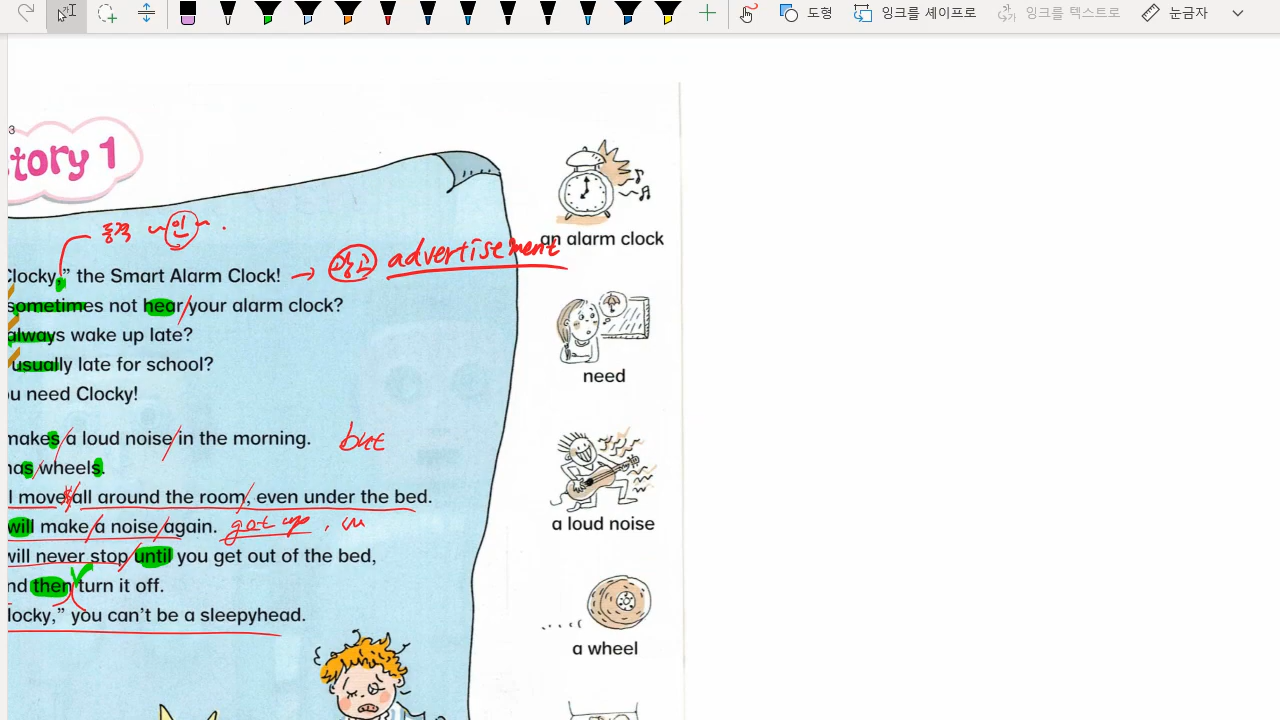 도형
잉크를 셰이프로
잉크를 텍스트로
눈금자
3
tory 1
동격 ~인~.
Clocky," the Smart Alarm Clock! → 광고 advertisement
sometimes not hear your alarm clock?
always wake up late?
usually late for school?
ou need Clocky!
makes a loud noise in the morning. but
has wheels.
l move all around the room, even under the bed.
will make a noise again. get up,
will never stop until you get out of the bed,
nd then turn it off.
locky," you can't be a sleepyhead.
an alarm clock
need
a loud noise
a wheel